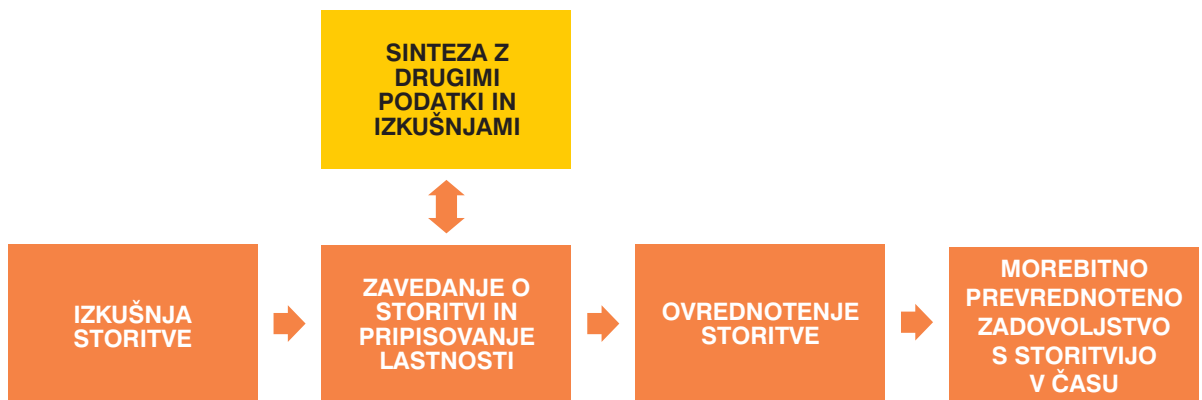 SINTEZA Z
DRUGIMI
PODATKI IN
IZKUŠNJAMI
IZKUŠNJA
STORITVE
ZAVEDANJE O
STORITVI IN
PRIPISOVANJE
LASTNOSTI
OVREDNOTENJE
STORITVE
MOREBITNO
PREVREDNOTENO
ZADOVOLJSTVO
S STORITVIJO
V ČASU